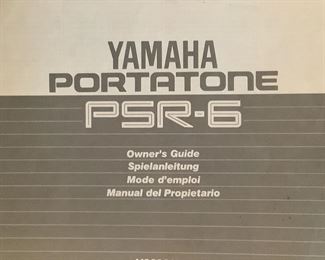 YAMAHA
PORTATONE
PSR-6
Owner's Guide
Spielanleitung
Mode d'emploi
Manual del Propietario